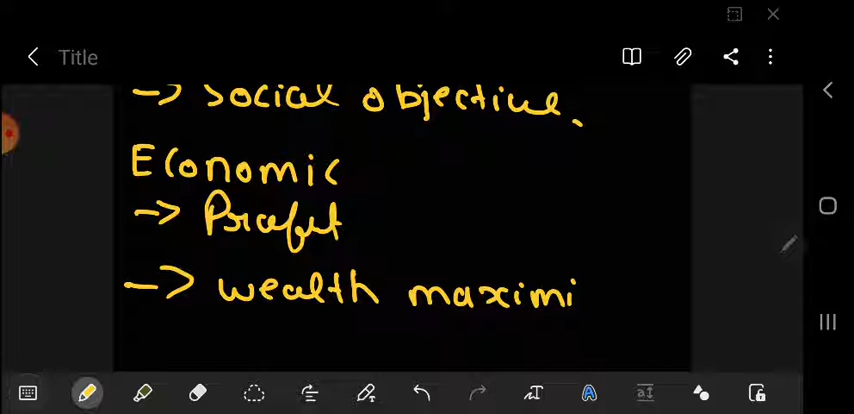 Title
-> Social objective.
Economic
-> Profit
-> wealth maximi